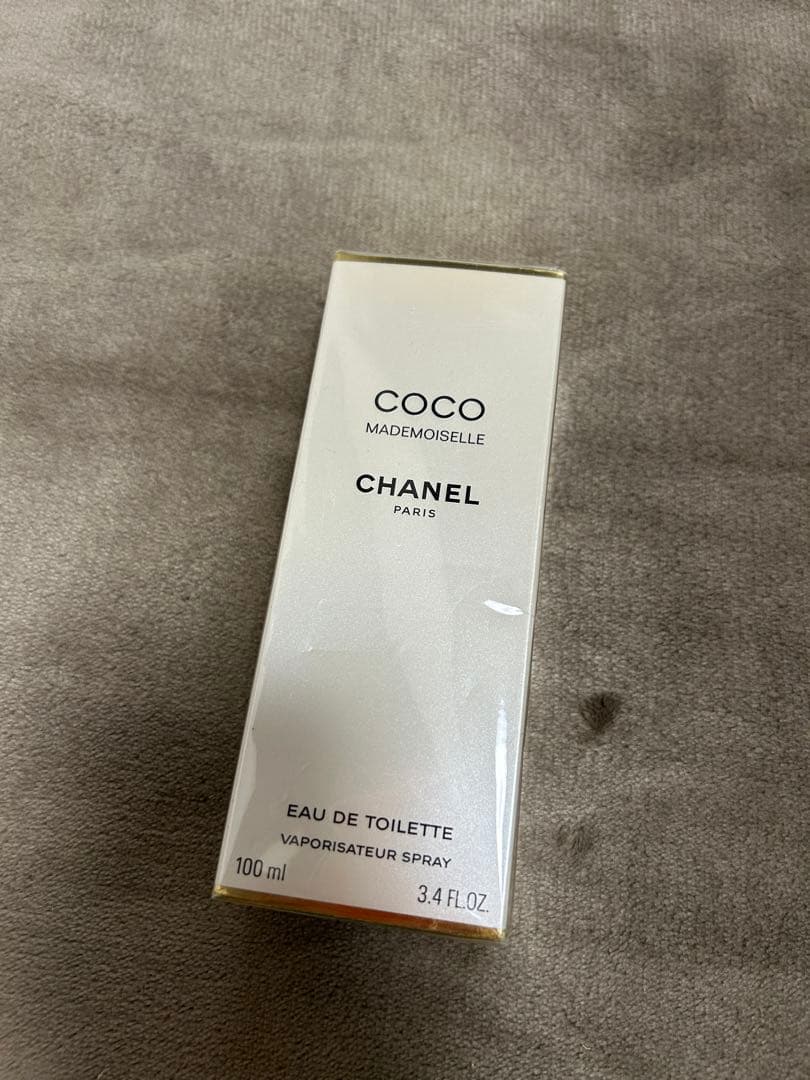 COCO
MADEMOISELLE
CHANEL
PARIS
EAU DE TOILETTE
VAPORISATEUR SPRAY
100 ml
3.4 FL.OZ.